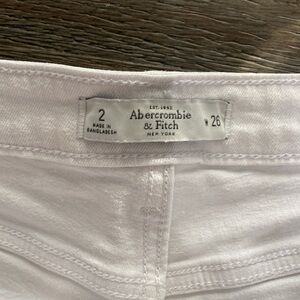 EST. 1892
2 Abercrombie W 26
MADE IN & Fitch
BANGLADESH NEW YORK